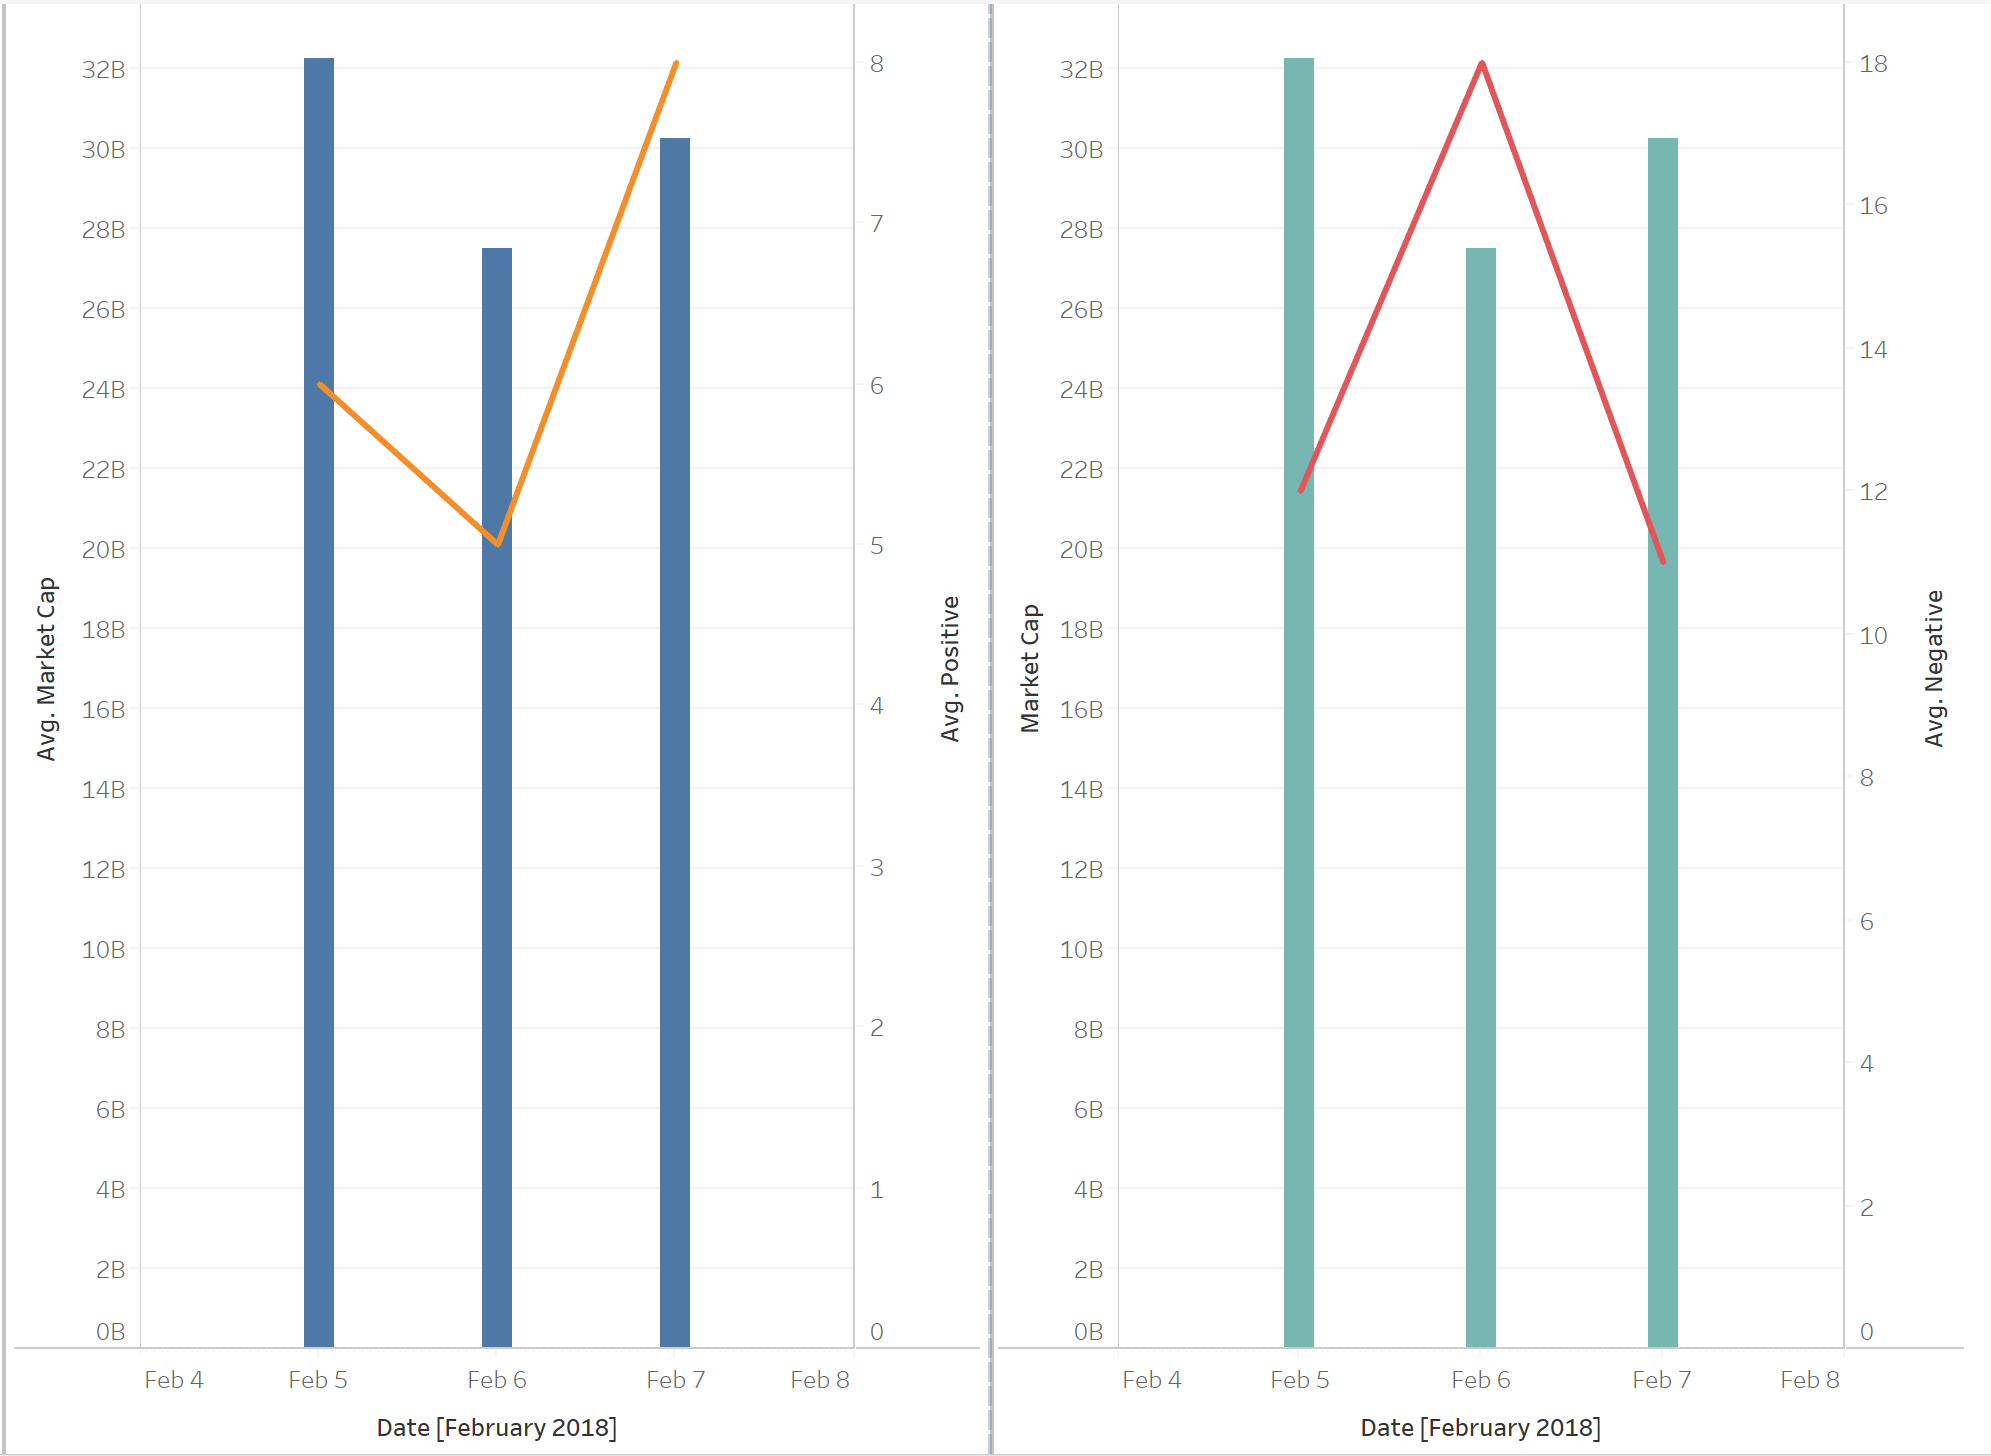 32B
30B
28B
26B
24B
22B
20B
18B
16B
14B
12B
10B
8B
6B
4B
2B
0B
Avg. Market Cap
8
7
6
5
4
3
2
1
0
Avg. Positive
Feb 4 Feb 5 Feb 6 Feb 7 Feb 8
Date [February 2018]
32B
30B
28B
26B
24B
22B
20B
18B
16B
14B
12B
10B
8B
6B
4B
2B
0B
Market Cap
18
16
14
12
10
8
6
4
2
0
Avg. Negative
Feb 4 Feb 5 Feb 6 Feb 7 Feb 8
Date [February 2018]